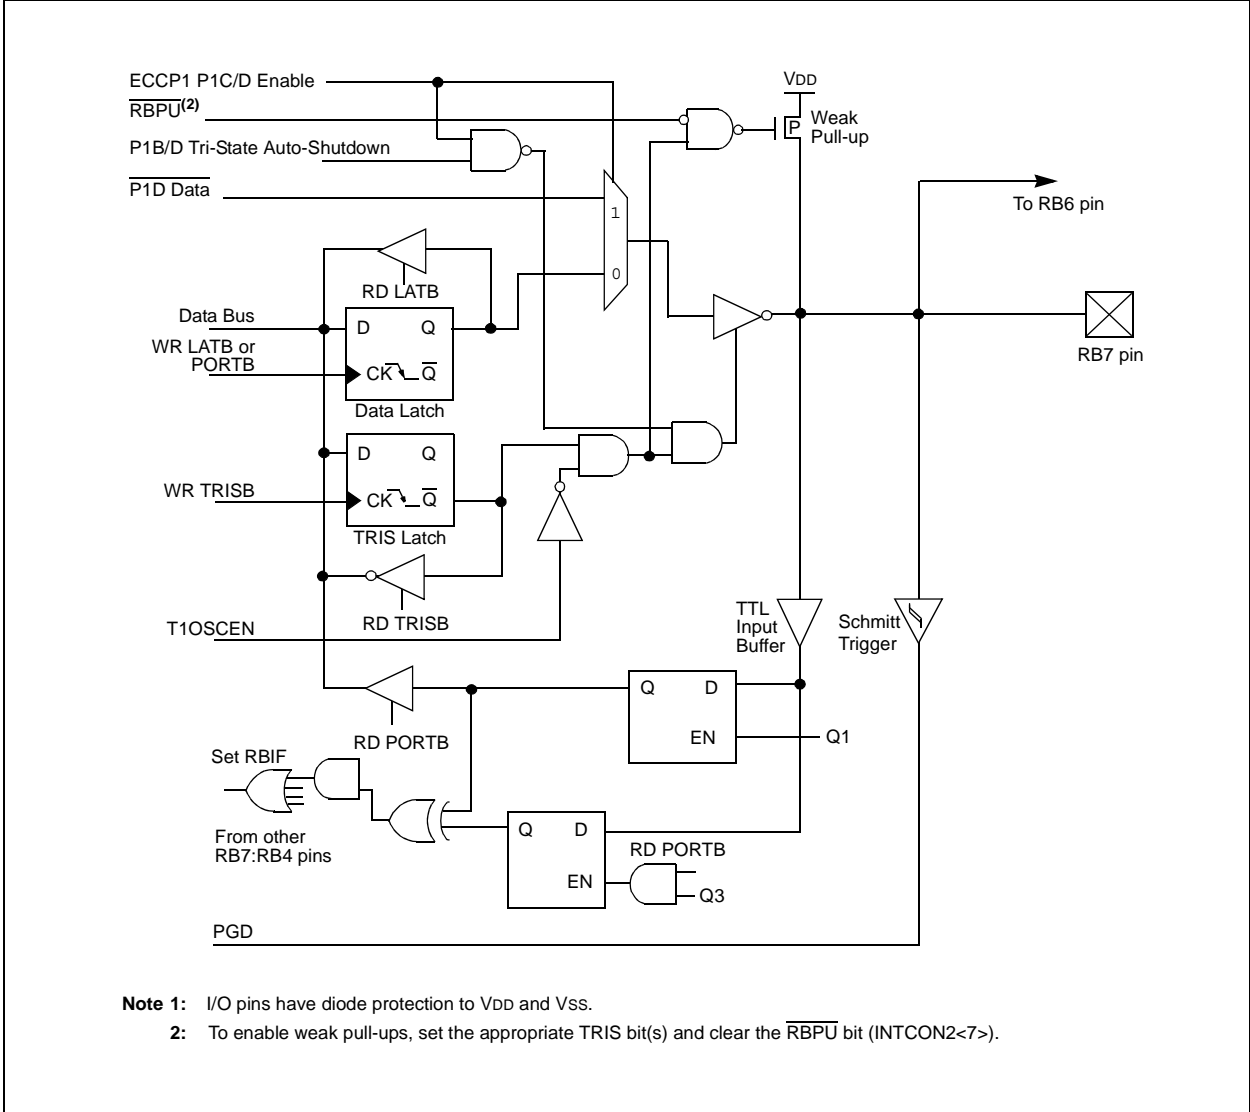 ECCP1 P1C/D Enable
RBPU(2)
P1B/D Tri-State Auto-Shutdown
P1D Data
VDD
P
Weak
Pull-up
To RB6 pin
1
0
RD LATB
Data Bus
WR LATB or
PORTB
D
Q
CK
Q
Data Latch
RB7 pin
D
Q
WR TRISB
CK
Q
TRIS Latch
RD TRISB
T1OSCEN
TTL
Input
Buffer
Schmitt
Trigger
Q
D
EN
Q1
RD PORTB
Set RBIF
From other
RB7:RB4 pins
Q
D
EN
RD PORTB
Q3
PGD
Note 1: I/O pins have diode protection to VDD and VSS.
2: To enable weak pull-ups, set the appropriate TRIS bit(s) and clear the RBPU bit (INTCON2<7>).